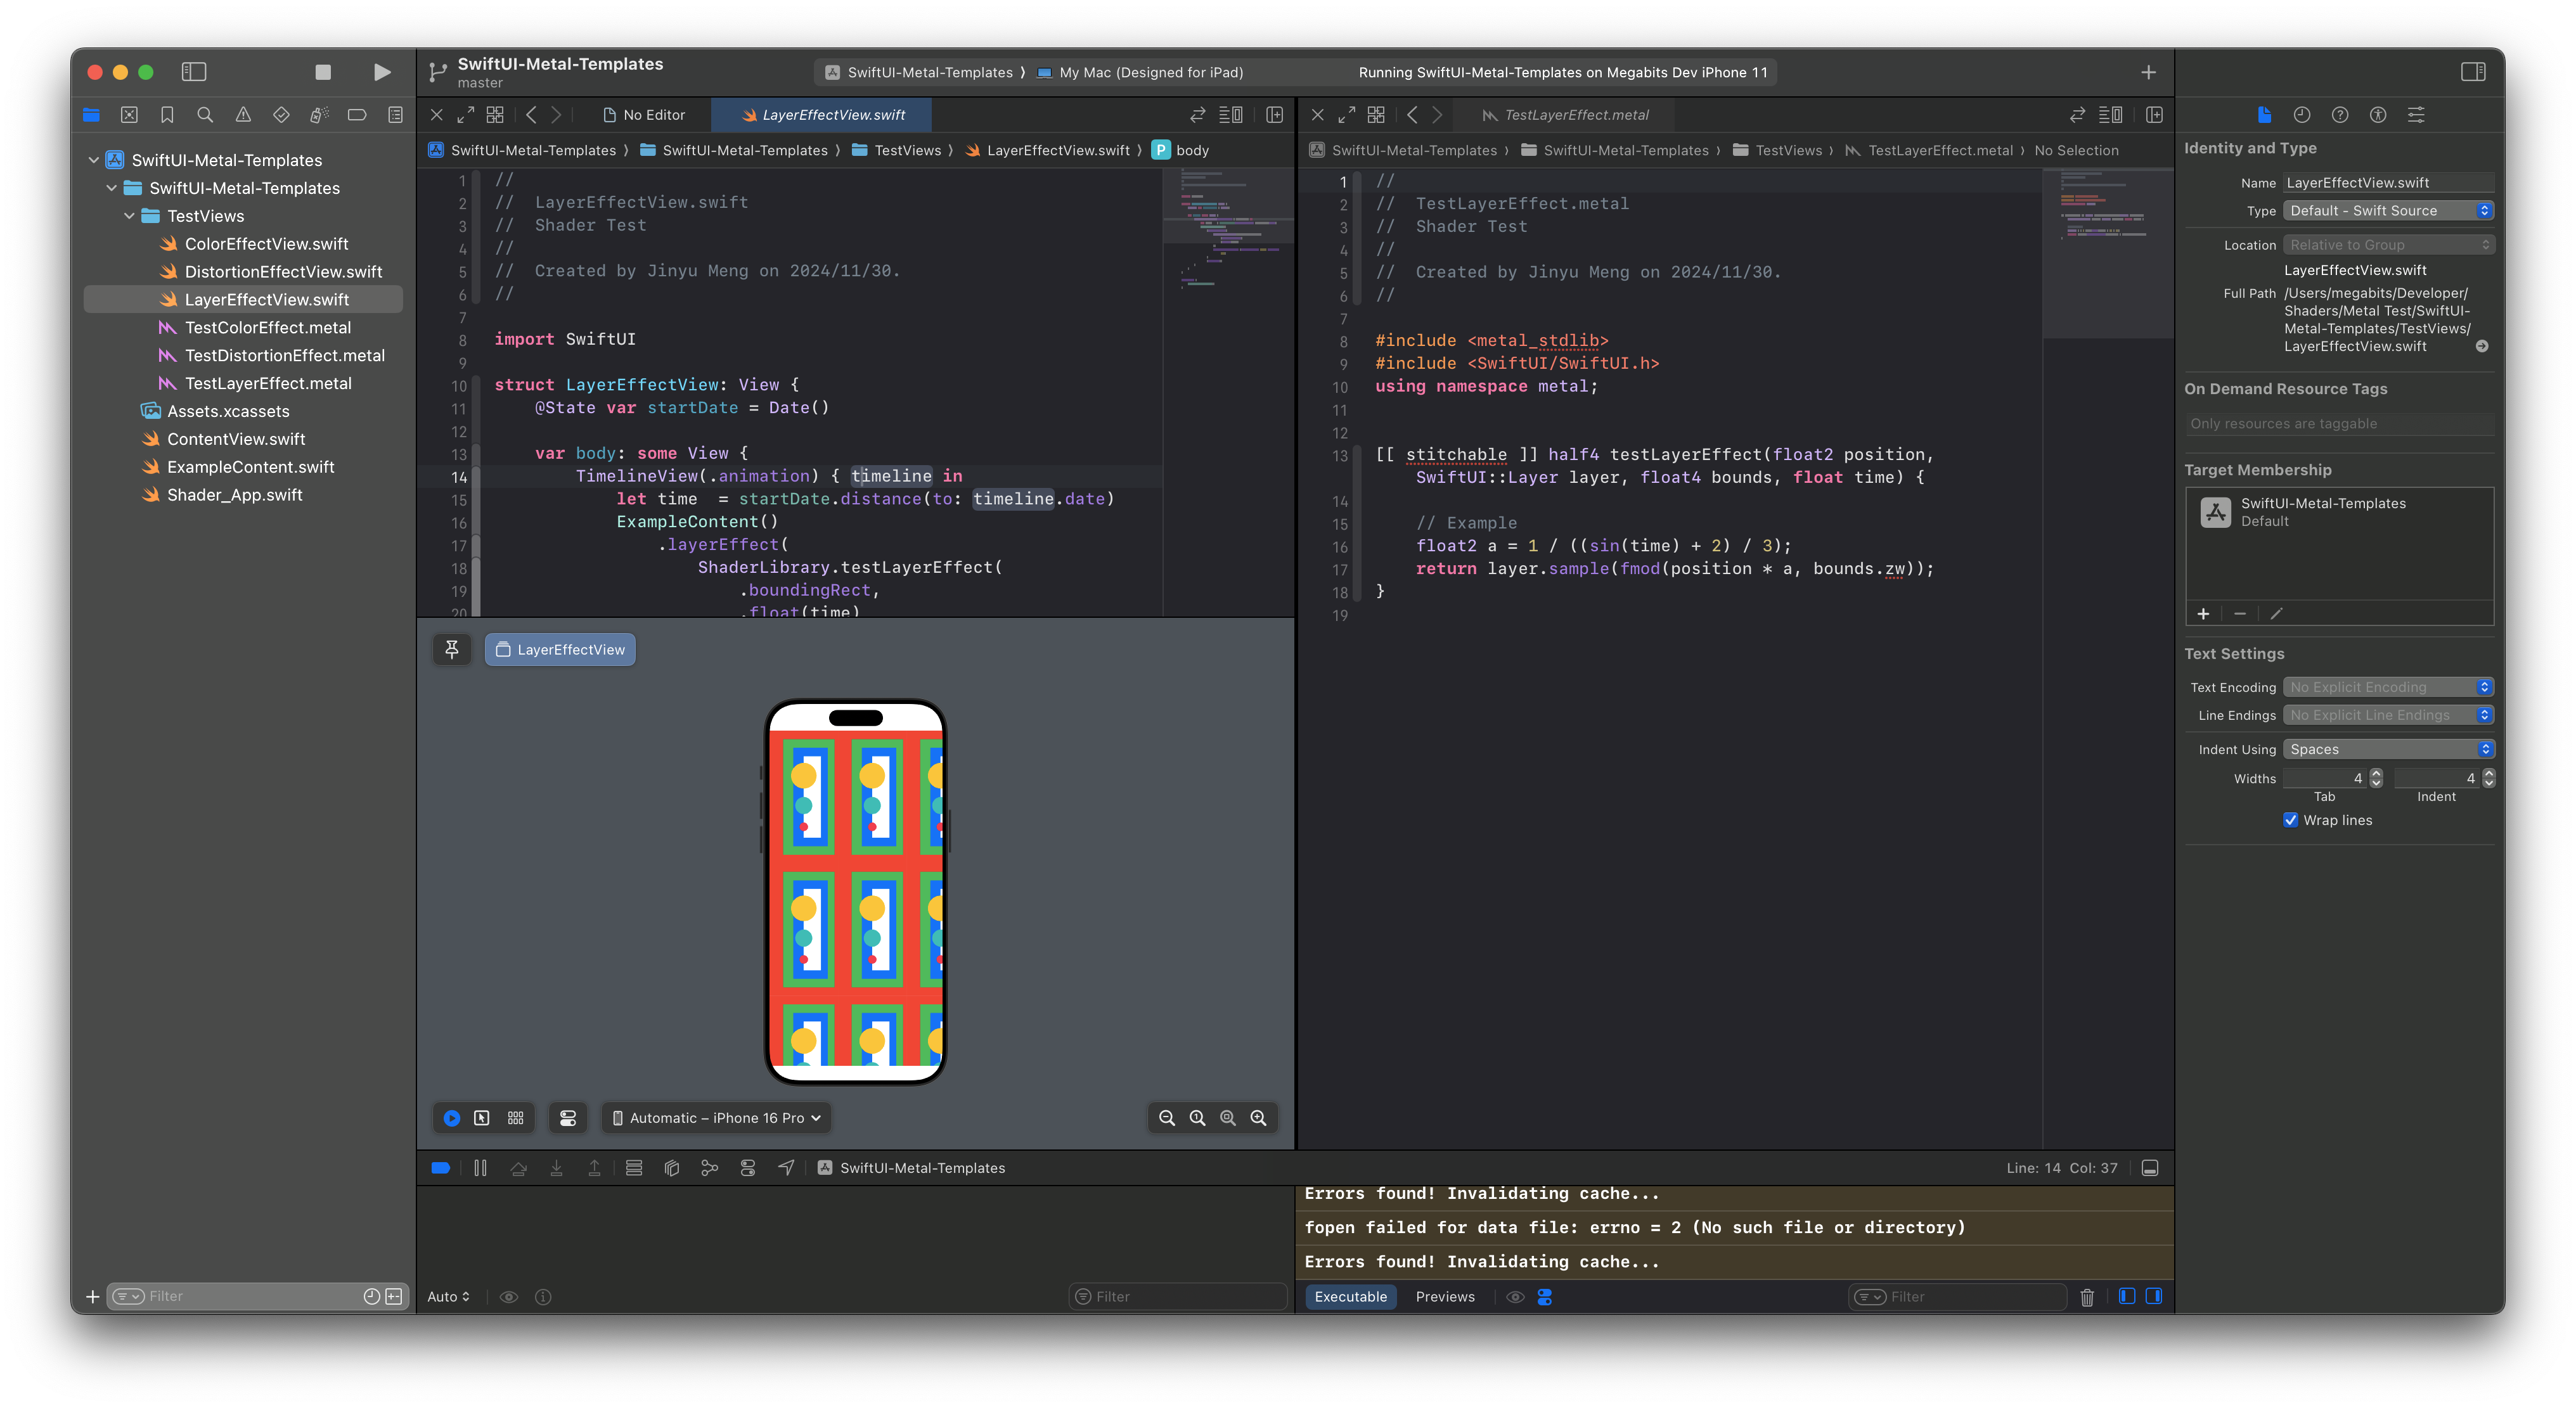 SwiftUI-Metal-Templates
master
SwiftUI-Metal-Templates ⟩ My Mac (Designed for iPad)
Running SwiftUI-Metal-Templates on Megabits Dev iPhone 11
SwiftUI-Metal-Templates
SwiftUI-Metal-Templates
TestViews
ColorEffectView.swift
DistortionEffectView.swift
LayerEffectView.swift
TestColorEffect.metal
TestDistortionEffect.metal
TestLayerEffect.metal
Assets.xcassets
ContentView.swift
ExampleContent.swift
Shader_App.swift
Filter
No Editor
LayerEffectView.swift
SwiftUI-Metal-Templates ⟩ SwiftUI-Metal-Templates ⟩ TestViews ⟩ LayerEffectView.swift ⟩ P body
1 //
2 //  LayerEffectView.swift
3 //  Shader Test
4 //
5 //  Created by Jinyu Meng on 2024/11/30.
6 //
7
8 import SwiftUI
9
10 struct LayerEffectView: View {
11     @State var startDate = Date()
12
13     var body: some View {
14         TimelineView(.animation) { timeline in
15             let time  = startDate.distance(to: timeline.date)
16             ExampleContent()
17                 .layerEffect(
18                     ShaderLibrary.testLayerEffect(
19                         .boundingRect,
20                         .float(time)
LayerEffectView
Automatic – iPhone 16 Pro
TestLayerEffect.metal
SwiftUI-Metal-Templates ⟩ SwiftUI-Metal-Templates ⟩ TestViews ⟩ TestLayerEffect.metal ⟩ No Selection
1 //
2 //  TestLayerEffect.metal
3 //  Shader Test
4 //
5 //  Created by Jinyu Meng on 2024/11/30.
6 //
7
8 #include <metal_stdlib>
9 #include <SwiftUI/SwiftUI.h>
10 using namespace metal;
11
12
13 [[ stitchable ]] half4 testLayerEffect(float2 position,
    SwiftUI::Layer layer, float4 bounds, float time) {
14
15     // Example
16     float2 a = 1 / ((sin(time) + 2) / 3);
17     return layer.sample(fmod(position * a, bounds.zw));
18 }
19
SwiftUI-Metal-Templates
Line: 14 Col: 37
Auto
Filter
Errors found! Invalidating cache...
fopen failed for data file: errno = 2 (No such file or directory)
Errors found! Invalidating cache...
Executable
Previews
Filter
Identity and Type
Name LayerEffectView.swift
Type Default - Swift Source
Location Relative to Group
LayerEffectView.swift
Full Path /Users/megabits/Developer/
Shaders/Metal Test/SwiftUI-
Metal-Templates/TestViews/
LayerEffectView.swift
On Demand Resource Tags
Only resources are taggable
Target Membership
SwiftUI-Metal-Templates
Default
Text Settings
Text Encoding No Explicit Encoding
Line Endings No Explicit Line Endings
Indent Using Spaces
Widths 4 4
Tab Indent
Wrap lines